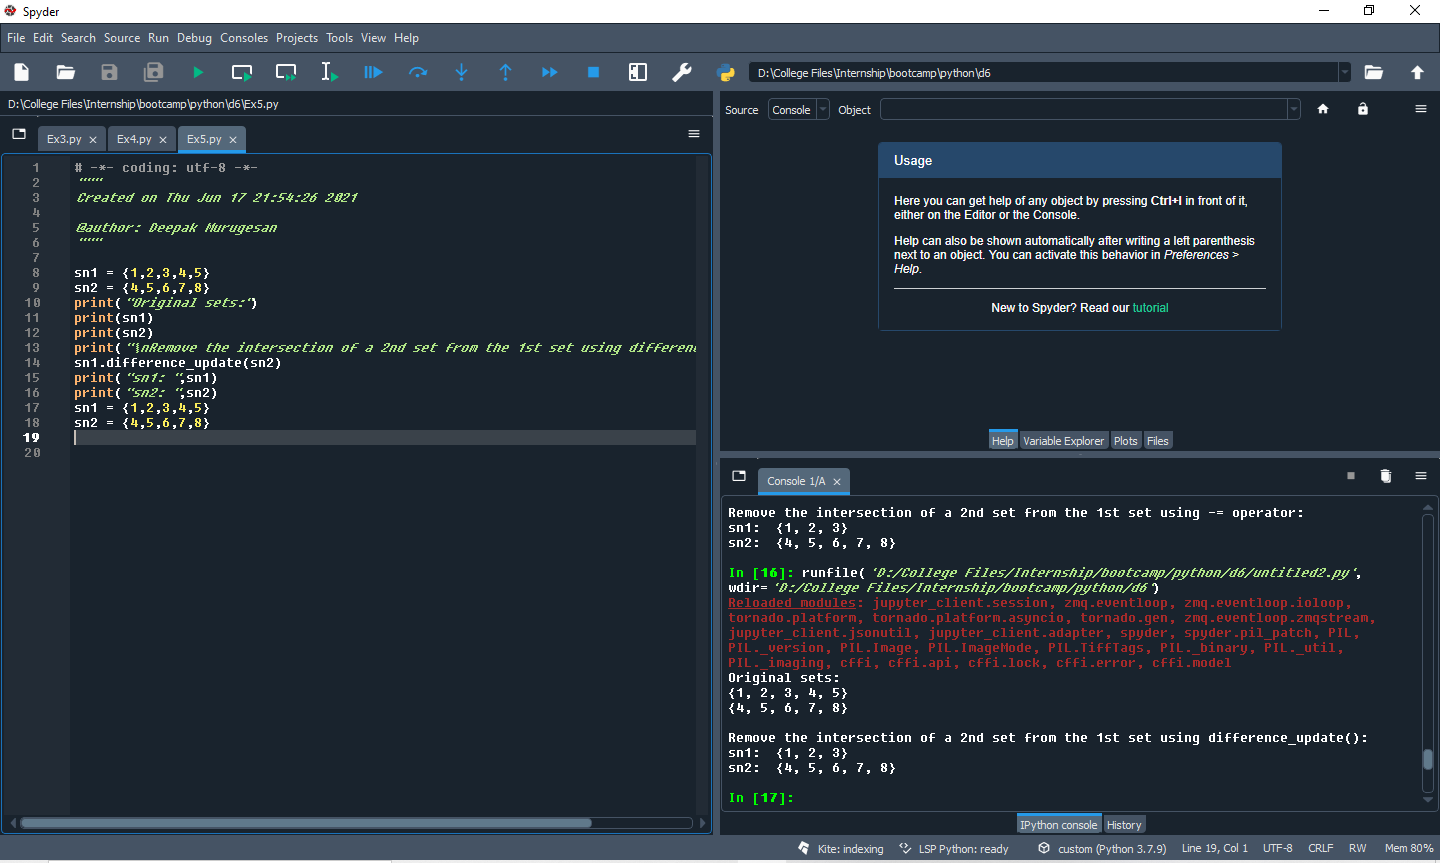 Spyder
File Edit Search Source Run Debug Consoles Projects Tools View Help
D:\College Files\Internship\bootcamp\python\d6
D:\College Files\Internship\bootcamp\python\d6\Ex5.py
Ex3.py Ex4.py Ex5.py
1 # -*- coding: utf-8 -*-
2 """
3 Created on Thu Jun 17 21:54:26 2021
4
5 @author: Deepak Murugesan
6 """
7
8 sn1 = {1,2,3,4,5}
9 sn2 = {4,5,6,7,8}
10 print("Original sets:")
11 print(sn1)
12 print(sn2)
13 print("\nRemove the intersection of a 2nd set from the 1st set using differen
14 sn1.difference_update(sn2)
15 print("sn1: ",sn1)
16 print("sn2: ",sn2)
17 sn1 = {1,2,3,4,5}
18 sn2 = {4,5,6,7,8}
19
20
Source Console Object
Usage
Here you can get help of any object by pressing Ctrl+I in front of it,
either on the Editor or the Console.
Help can also be shown automatically after writing a left parenthesis
next to an object. You can activate this behavior in Preferences >
Help.
New to Spyder? Read our tutorial
Help Variable Explorer Plots Files
Console 1/A
Remove the intersection of a 2nd set from the 1st set using -= operator:
sn1:  {1, 2, 3}
sn2:  {4, 5, 6, 7, 8}
In [16]: runfile('D:/College Files/Internship/bootcamp/python/d6/untitled2.py',
wdir='D:/College Files/Internship/bootcamp/python/d6')
Reloaded modules: jupyter_client.session, zmq.eventloop, zmq.eventloop.ioloop,
tornado.platform, tornado.platform.asyncio, tornado.gen, zmq.eventloop.zmqstream,
jupyter_client.jsonutil, jupyter_client.adapter, spyder, spyder.pil_patch, PIL,
PIL._version, PIL.Image, PIL.ImageMode, PIL.TiffTags, PIL._binary, PIL._util,
PIL._imaging, cffi, cffi.api, cffi.lock, cffi.error, cffi.model
Original sets:
{1, 2, 3, 4, 5}
{4, 5, 6, 7, 8}
Remove the intersection of a 2nd set from the 1st set using difference_update():
sn1:  {1, 2, 3}
sn2:  {4, 5, 6, 7, 8}
In [17]:
IPython console History
Kite: indexing LSP Python: ready custom (Python 3.7.9) Line 19, Col 1 UTF-8 CRLF RW Mem 80%